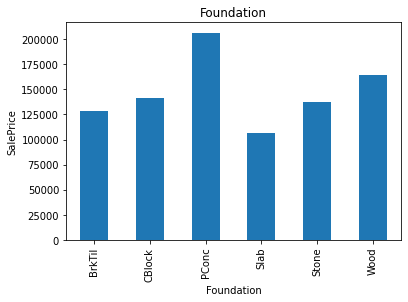 Foundation
200000
175000
150000
125000
100000
75000
50000
25000
0
SalePrice
BrkTil
CBlock
PConc
Slab
Stone
Wood
Foundation